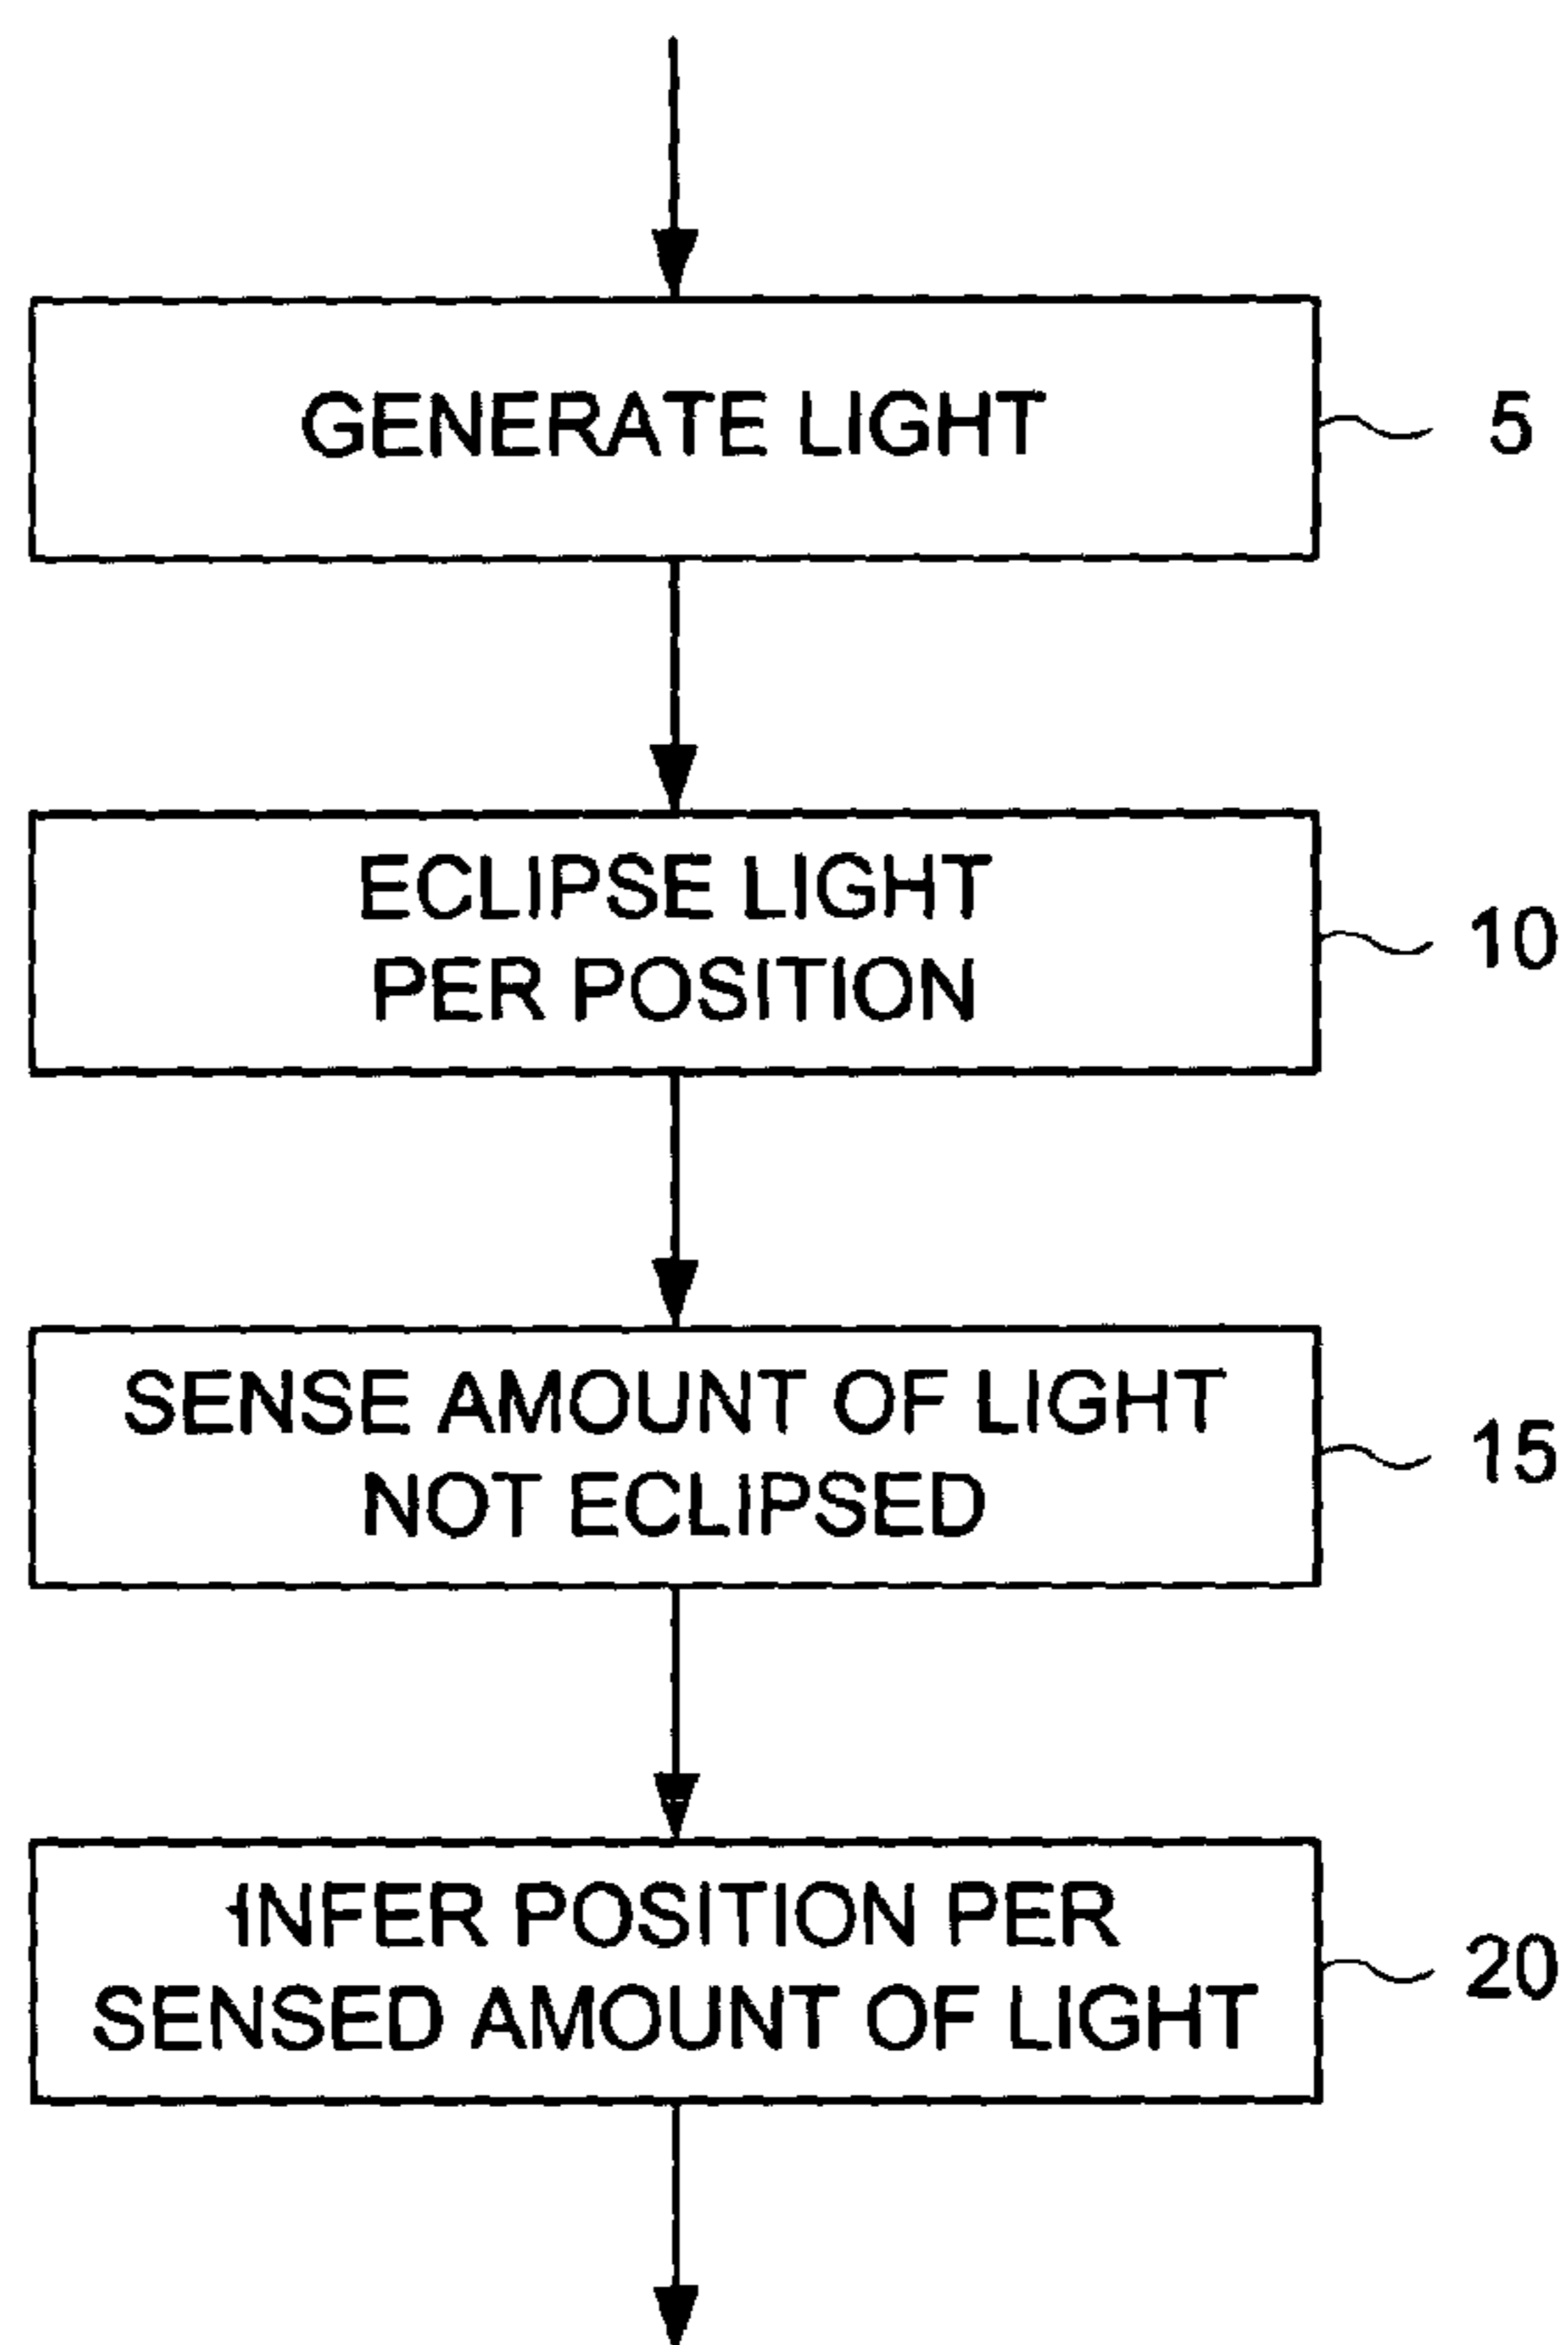 GENERATE LIGHT
5
ECLIPSE LIGHT
PER POSITION
10
SENSE AMOUNT OF LIGHT
NOT ECLIPSED
15
INFER POSITION PER
SENSED AMOUNT OF LIGHT
20